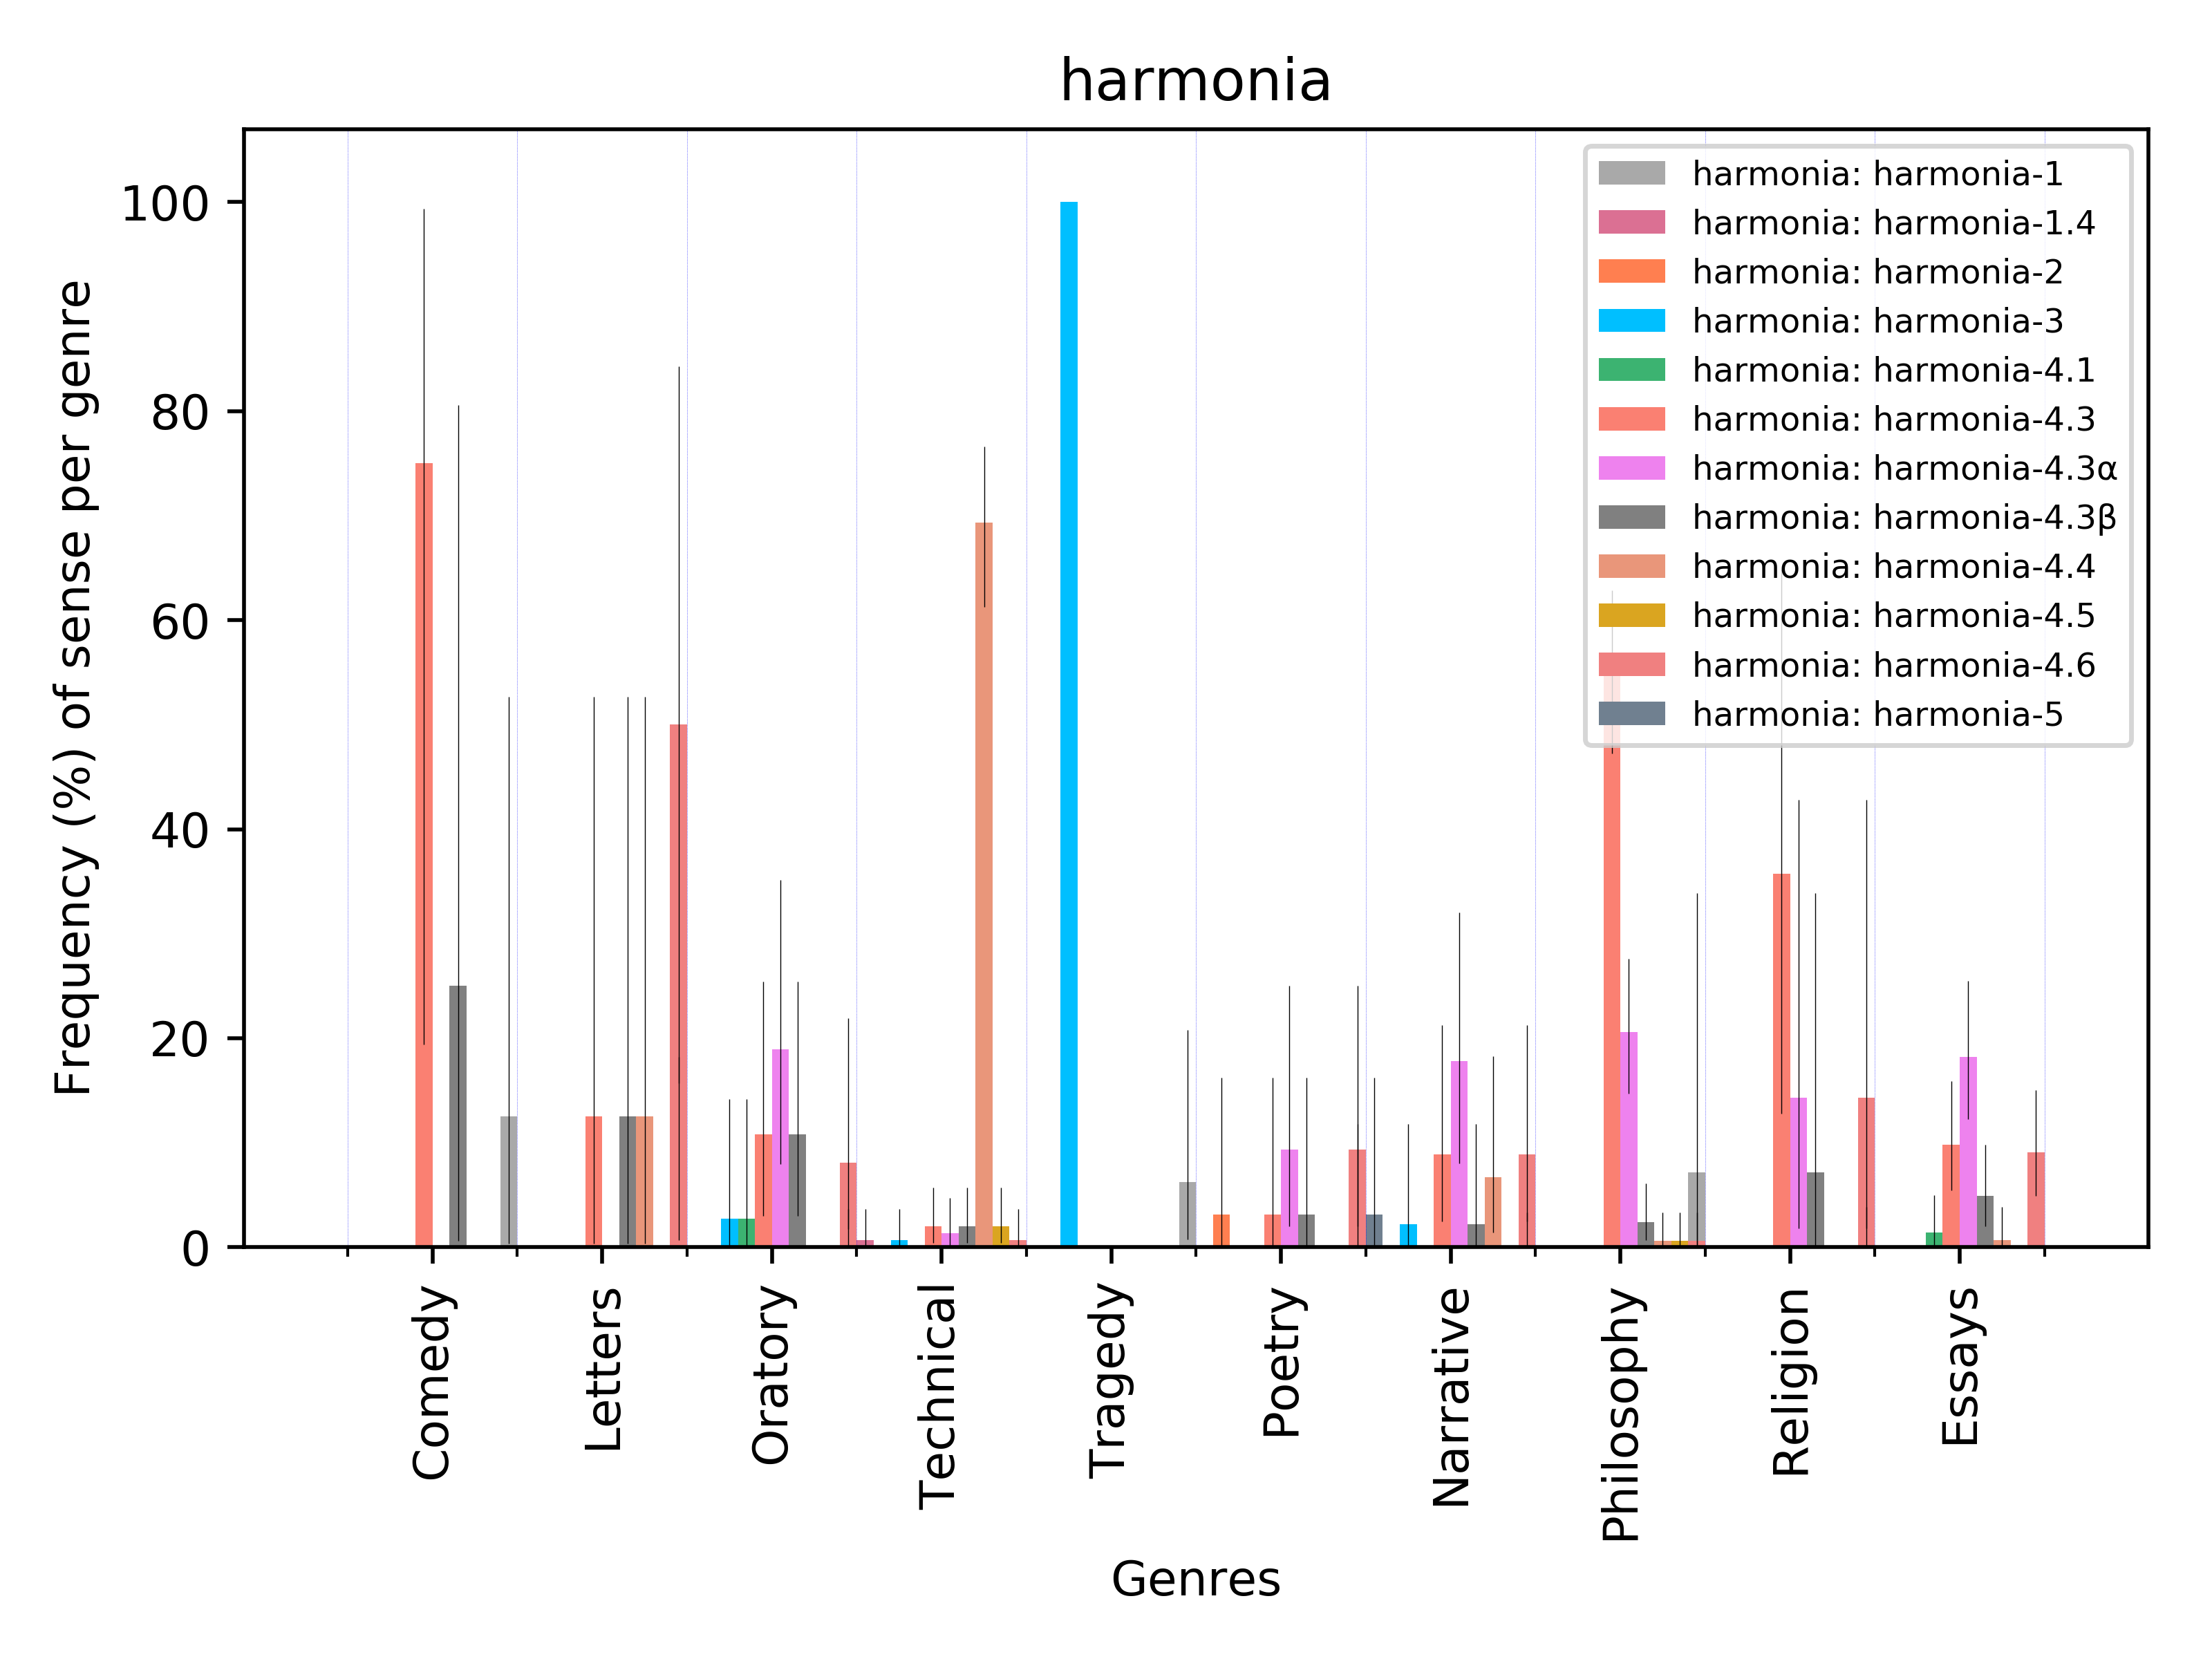 harmonia
Frequency (%) of sense per genre
100
80
60
40
20
0
harmonia: harmonia-1
harmonia: harmonia-1.4
harmonia: harmonia-2
harmonia: harmonia-3
harmonia: harmonia-4.1
harmonia: harmonia-4.3
harmonia: harmonia-4.3α
harmonia: harmonia-4.3β
harmonia: harmonia-4.4
harmonia: harmonia-4.5
harmonia: harmonia-4.6
harmonia: harmonia-5
Comedy
Letters
Oratory
Technical
Tragedy
Poetry
Narrative
Philosophy
Religion
Essays
Genres